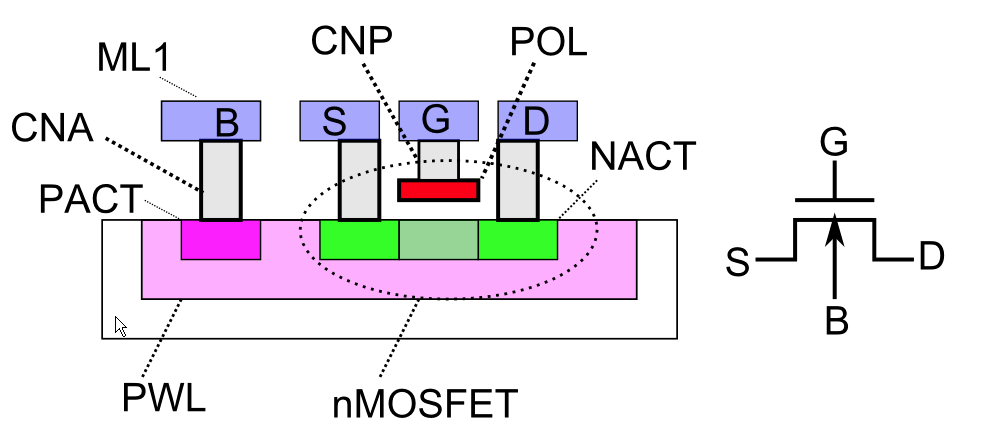 CNP
POL
ML1
B
S
G
D
CNA
G
NACT
PACT
S
D
B
PWL
nMOSFET